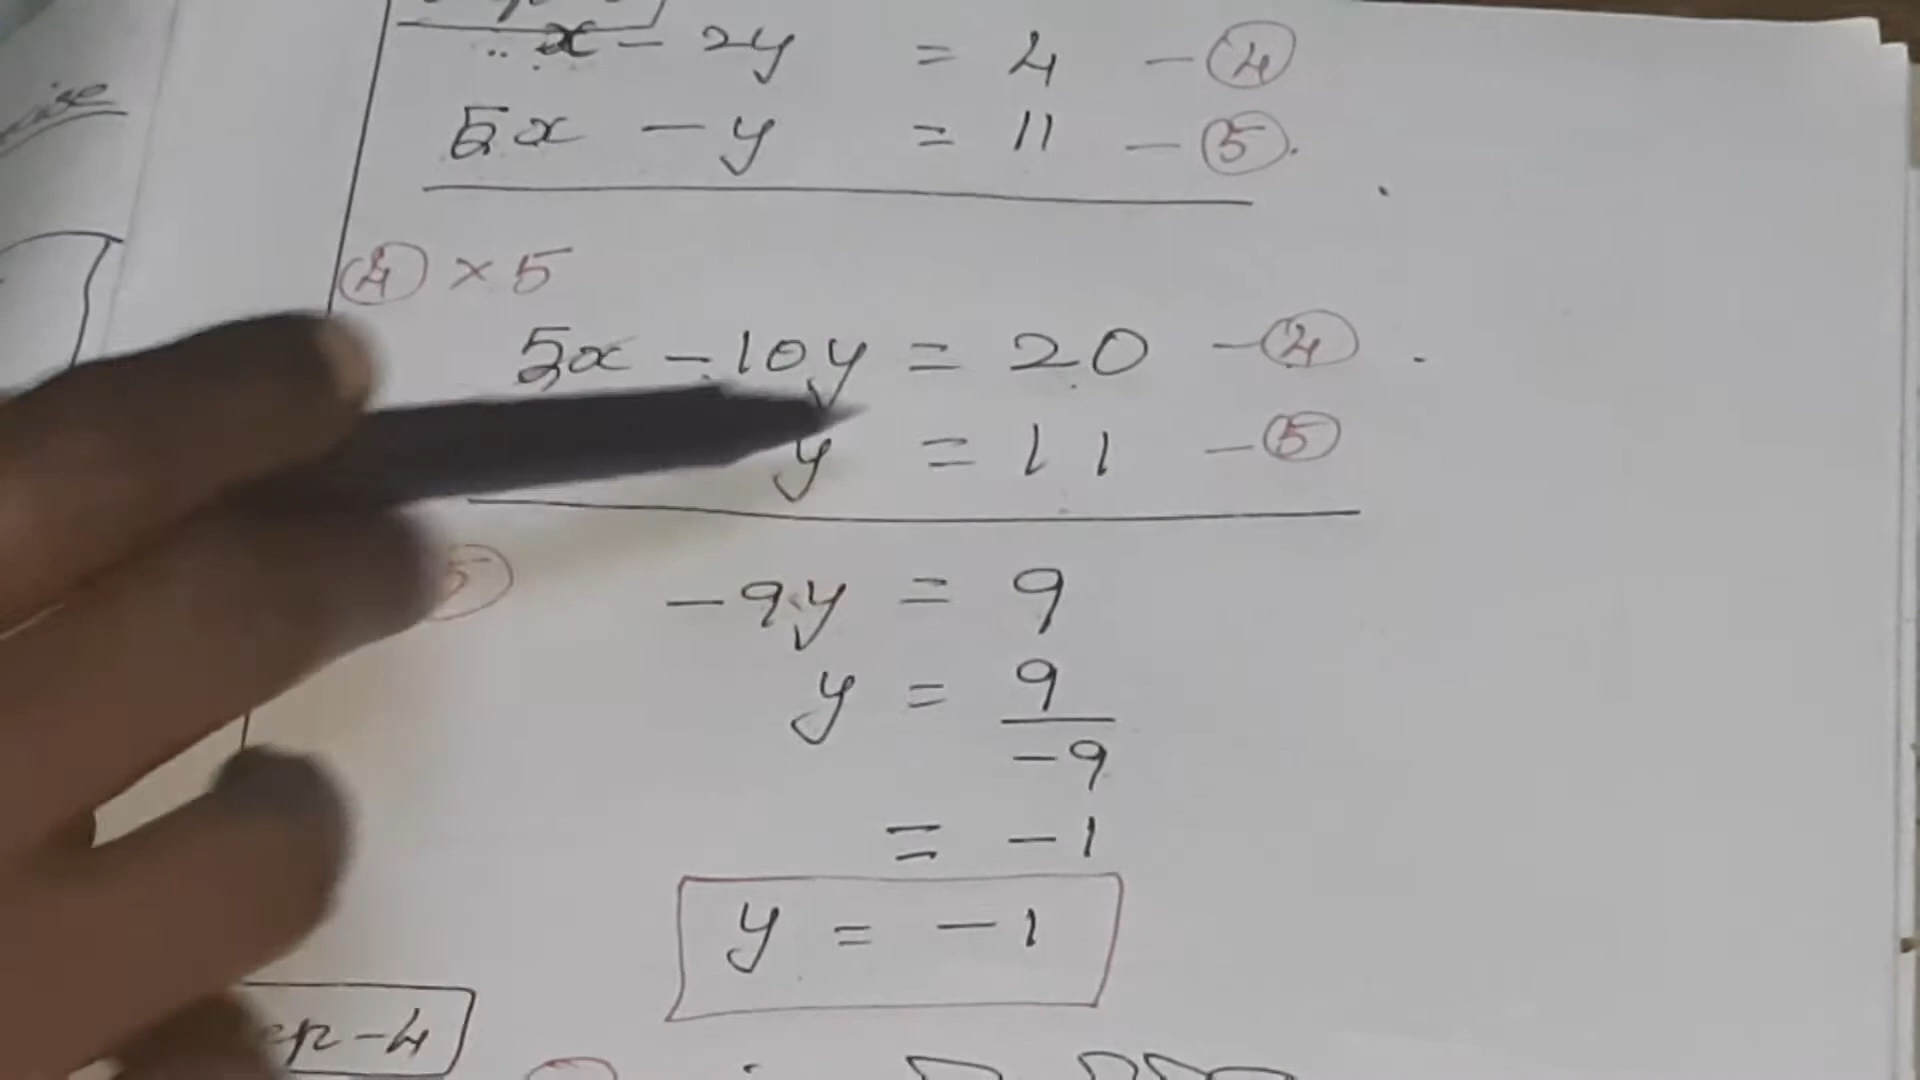 x - 2y = 4 - ④
5x - y = 11 - ⑤.
④ × 5
5x - 10y = 20 - ④
y = 11 - ⑤
⑤ -9y = 9
y = 9/-9
= -1
y = -1